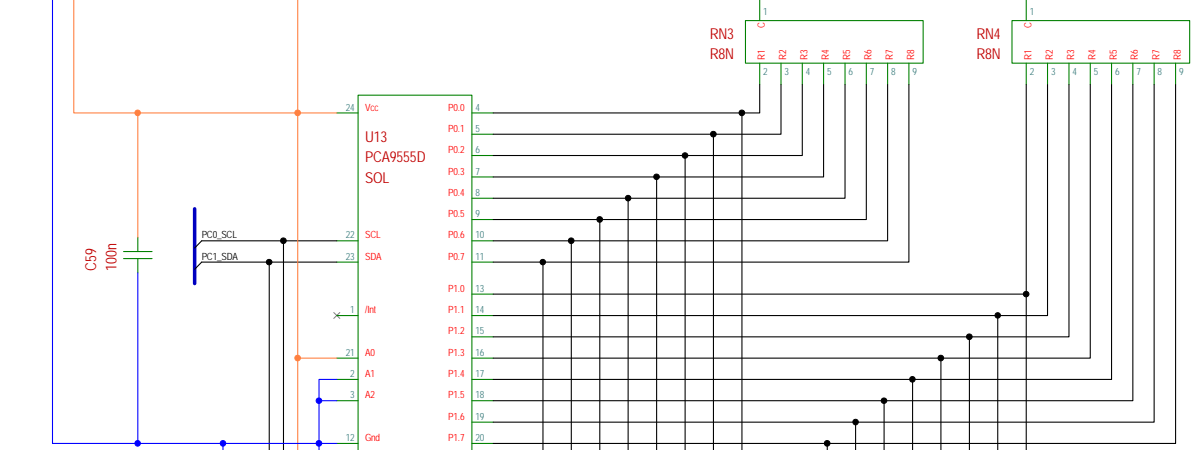 1
C
RN3
R8N
R1 R2 R3 R4 R5 R6 R7 R8
2 3 4 5 6 7 8 9
1
C
RN4
R8N
R1 R2 R3 R4 R5 R6 R7 R8
2 3 4 5 6 7 8 9
U13
PCA9555D
SOL
24 Vcc
22 SCL
23 SDA
1 /Int
21 A0
2 A1
3 A2
12 Gnd
P0.0 4
P0.1 5
P0.2 6
P0.3 7
P0.4 8
P0.5 9
P0.6 10
P0.7 11
P1.0 13
P1.1 14
P1.2 15
P1.3 16
P1.4 17
P1.5 18
P1.6 19
P1.7 20
PC0_SCL
PC1_SDA
C59
100n